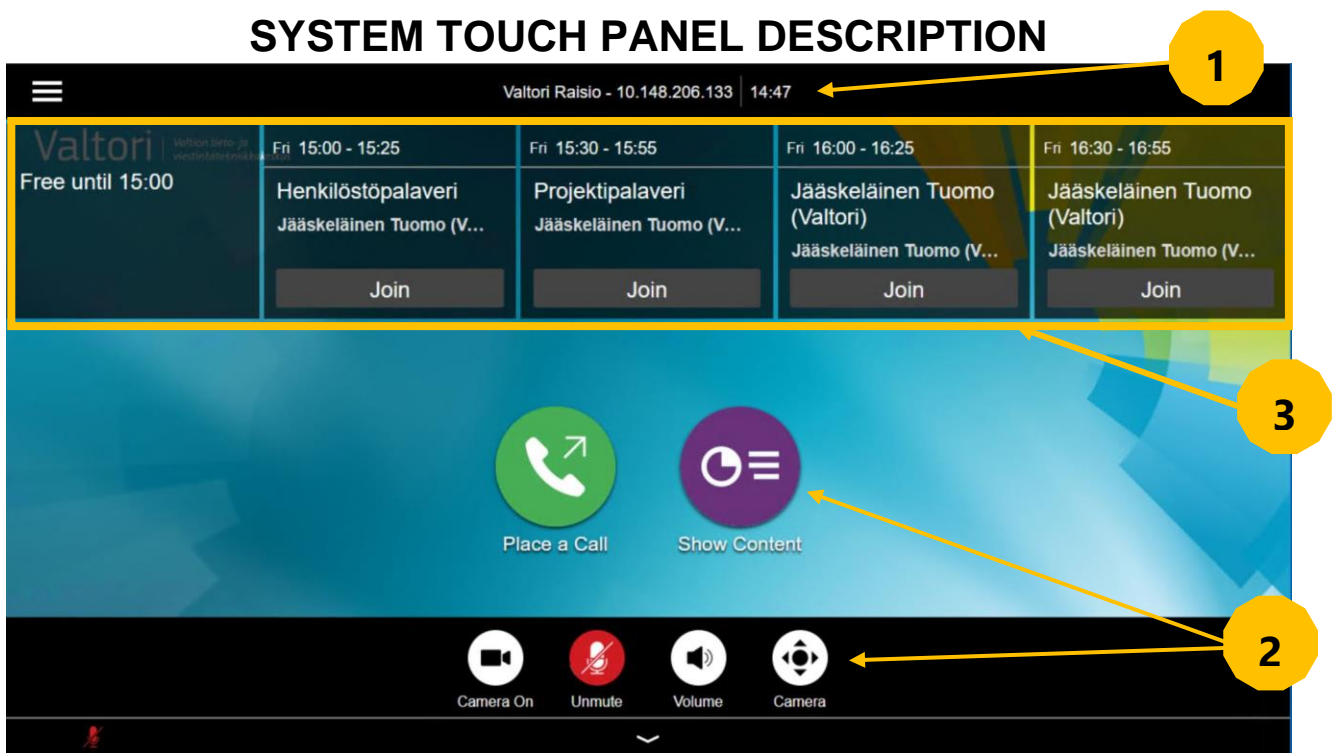 SYSTEM TOUCH PANEL DESCRIPTION
1
Valtori Raisio - 10.148.206.133 14:47
Valtori
Free until 15:00
Fri 15:00 - 15:25
Henkilöstöpalaveri
Jääskeläinen Tuomo (V...
Join
Fri 15:30 - 15:55
Projektipalaveri
Jääskeläinen Tuomo (V...
Join
Fri 16:00 - 16:25
Jääskeläinen Tuomo
(Valtori)
Jääskeläinen Tuomo (V...
Join
Fri 16:30 - 16:55
Jääskeläinen Tuomo
(Valtori)
Jääskeläinen Tuomo (V...
Join
3
Place a Call
Show Content
2
Camera On
Unmute
Volume
Camera